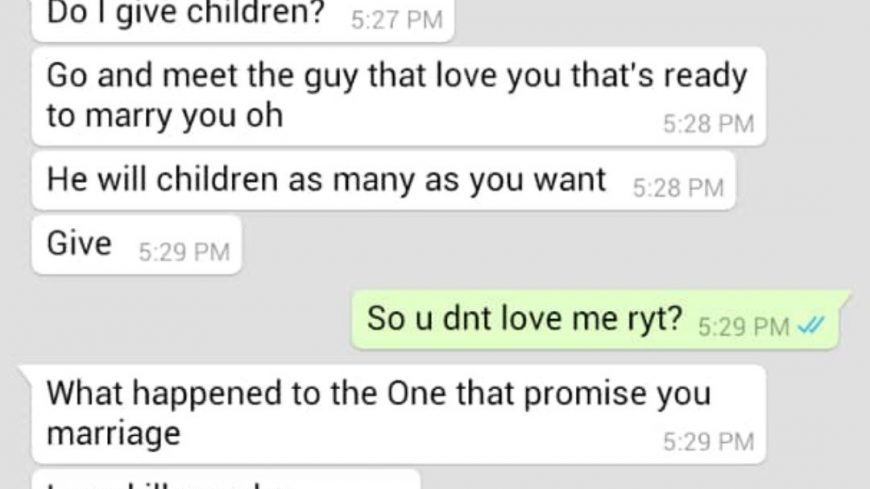 Do I give children? 5:27 PM
Go and meet the guy that love you that's ready
to marry you oh 5:28 PM
He will children as many as you want 5:28 PM
Give 5:29 PM
So u dnt love me ryt? 5:29 PM
What happened to the One that promise you
marriage 5:29 PM